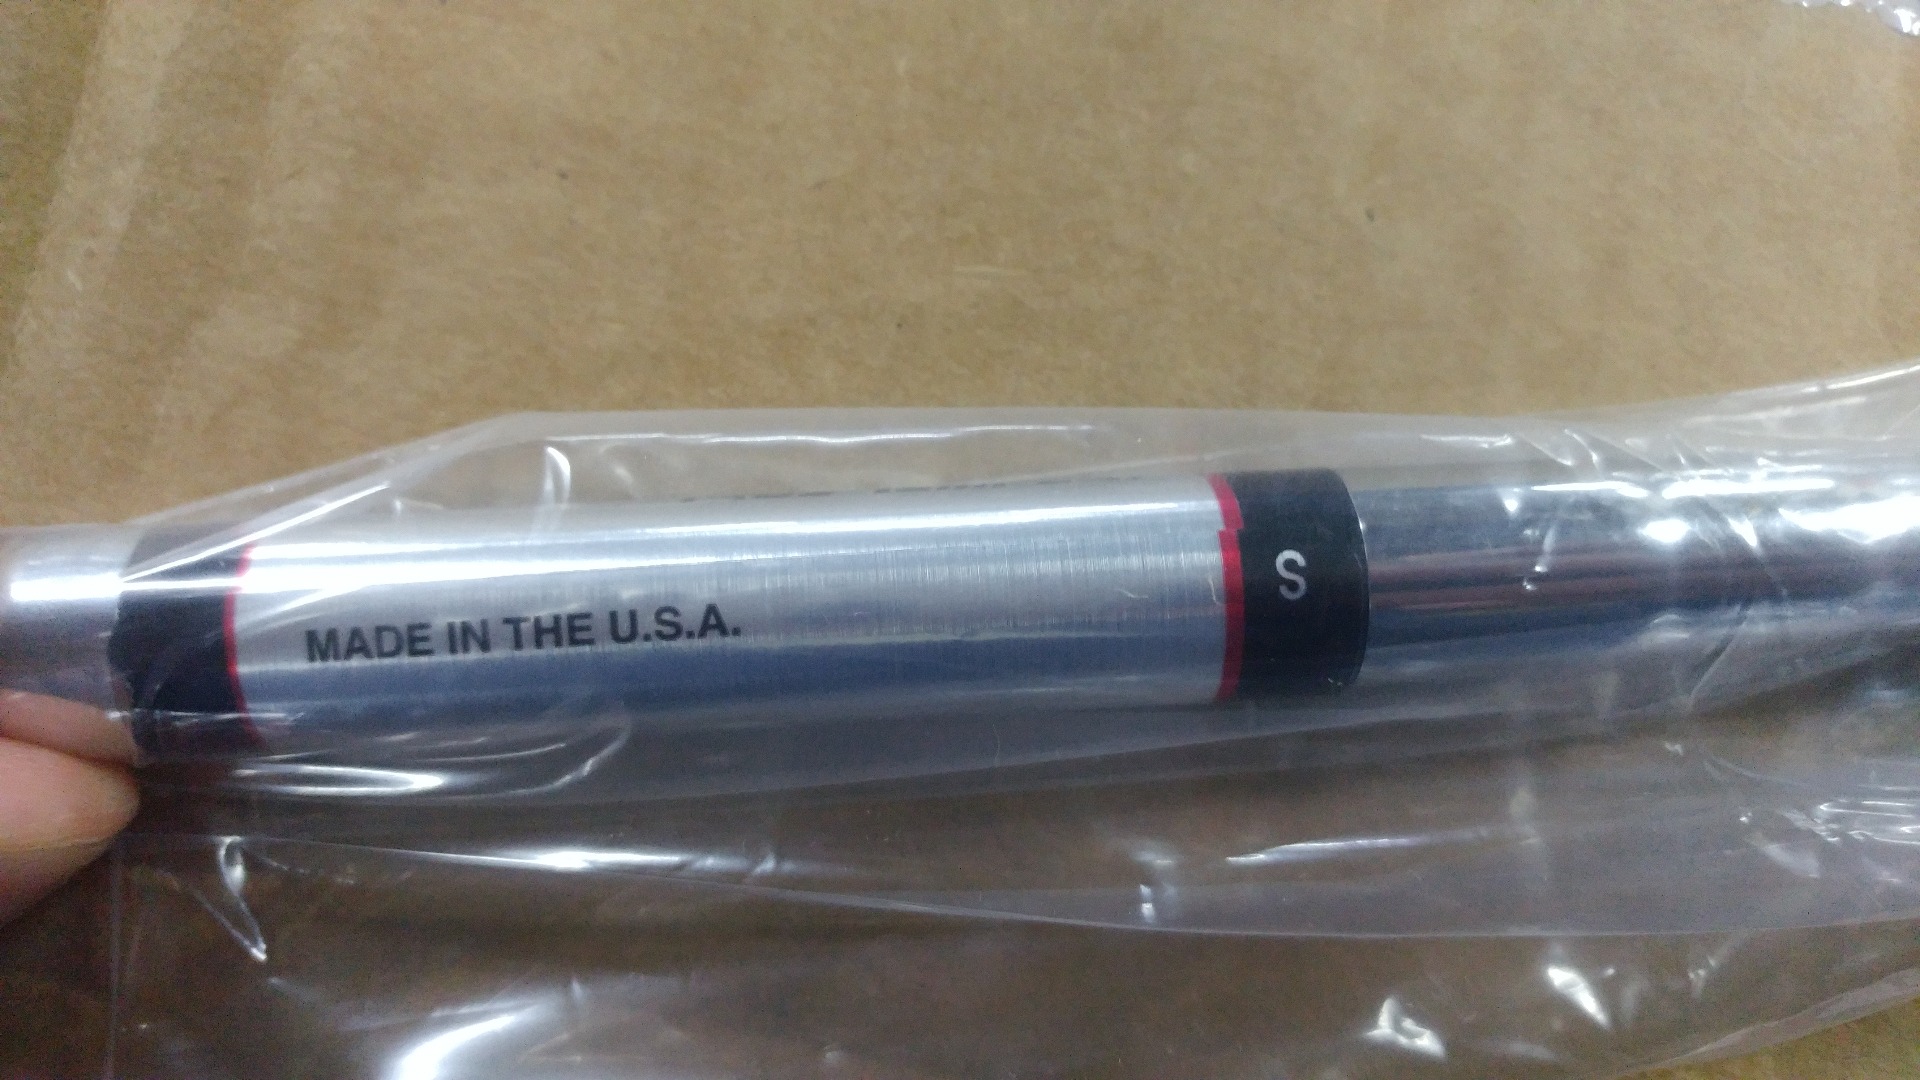 MADE IN THE U.S.A.
S